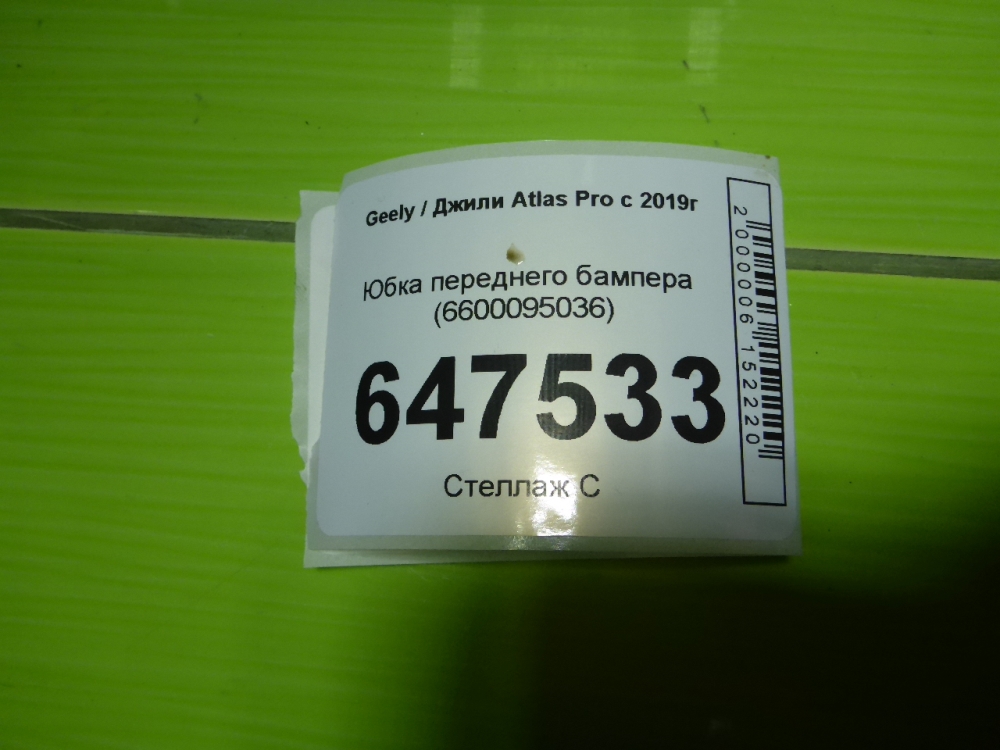 Geely / Джили Atlas Pro с 2019г
Юбка переднего бампера
(6600095036)
647533
Стеллаж С
2000006152220